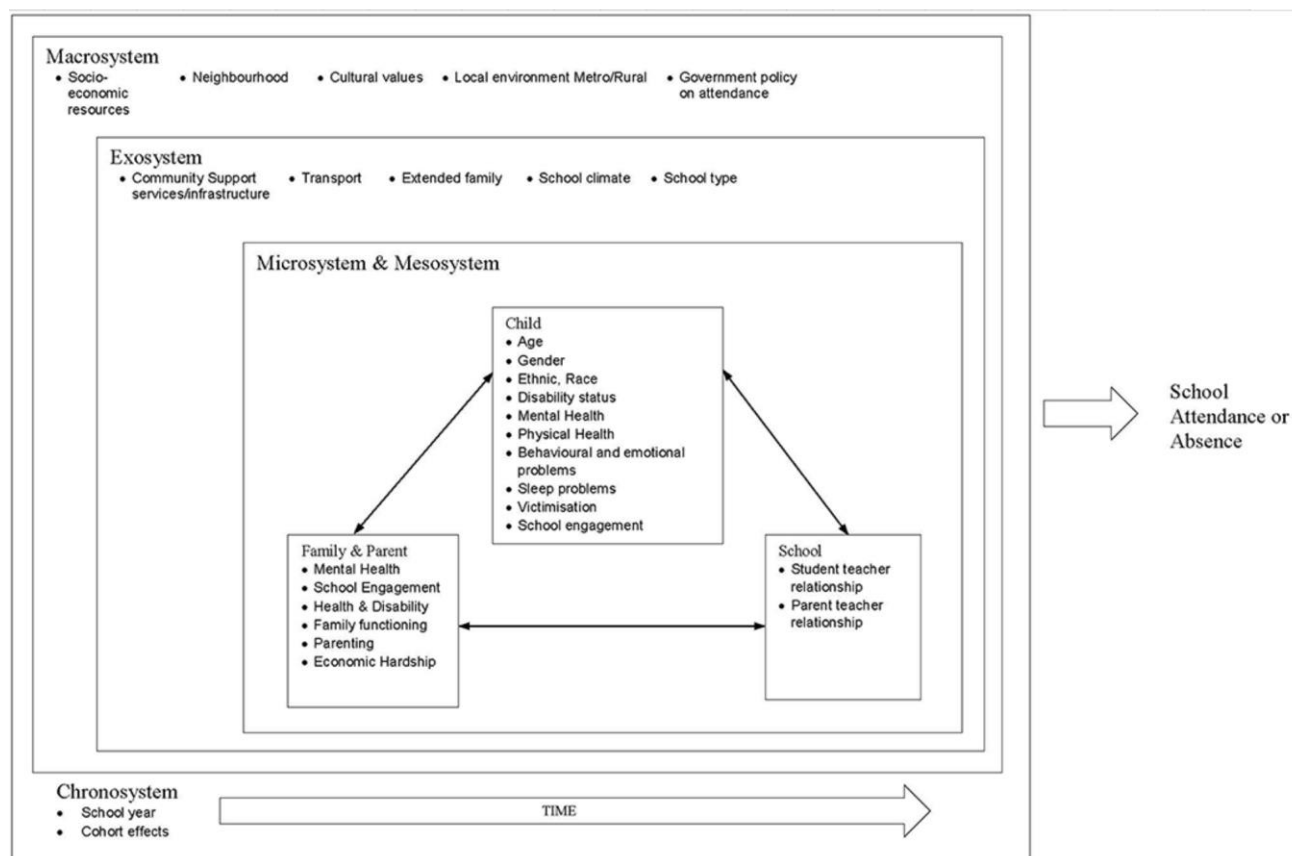 Macrosystem
• Socio-
economic
resources
• Neighbourhood
• Cultural values
• Local environment Metro/Rural
• Government policy
on attendance
Exosystem
• Community Support
services/infrastructure
• Transport
• Extended family
• School climate
• School type
Microsystem & Mesosystem
Child
• Age
• Gender
• Ethnic, Race
• Disability status
• Mental Health
• Physical Health
• Behavioural and emotional
problems
• Sleep problems
• Victimisation
• School engagement
Family & Parent
• Mental Health
• School Engagement
• Health & Disability
• Family functioning
• Parenting
• Economic Hardship
School
• Student teacher
relationship
• Parent teacher
relationship
School
Attendance or
Absence
Chronosystem
• School year
• Cohort effects
TIME